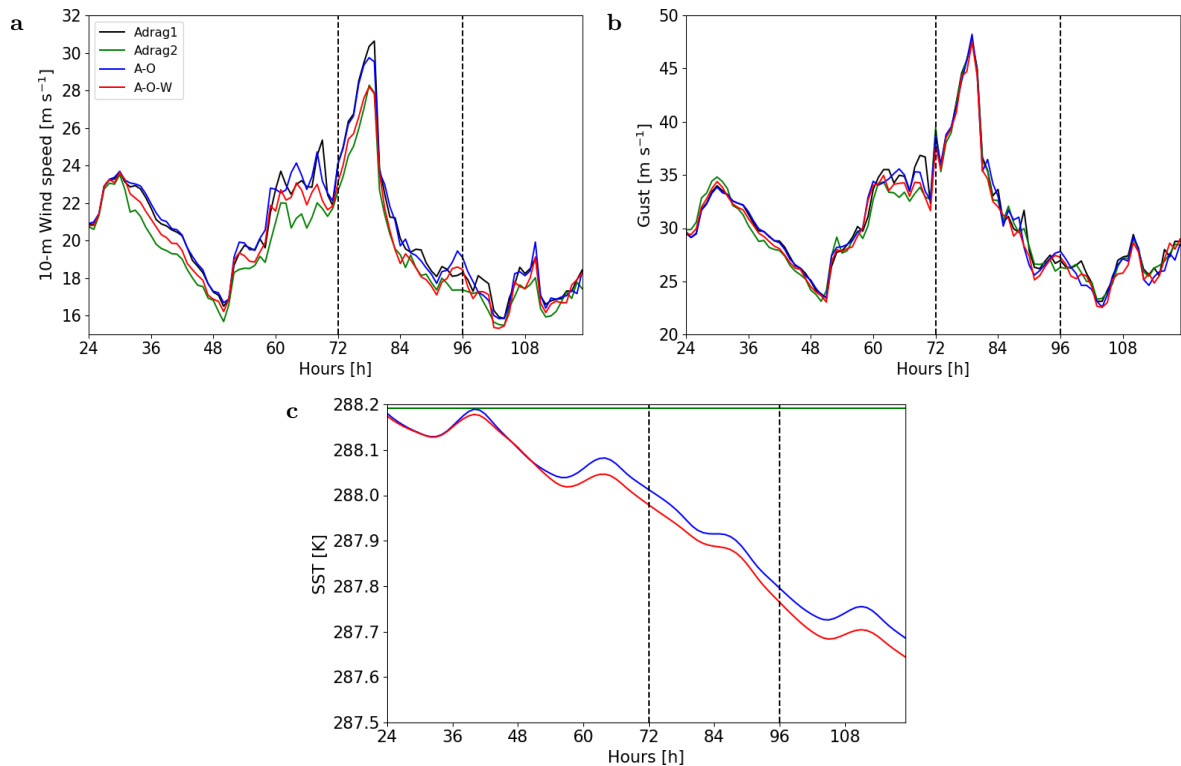 a
32
30
28
26
24
22
20
18
16
10-m Wind speed [m s⁻¹]
Adrag1
Adrag2
A-O
A-O-W
24 36 48 60 72 84 96 108
Hours [h]
b
50
45
40
35
30
25
20
Gust [m s⁻¹]
24 36 48 60 72 84 96 108
Hours [h]
c
288.2
288.1
288.0
287.9
287.8
287.7
287.6
287.5
SST [K]
24 36 48 60 72 84 96 108
Hours [h]